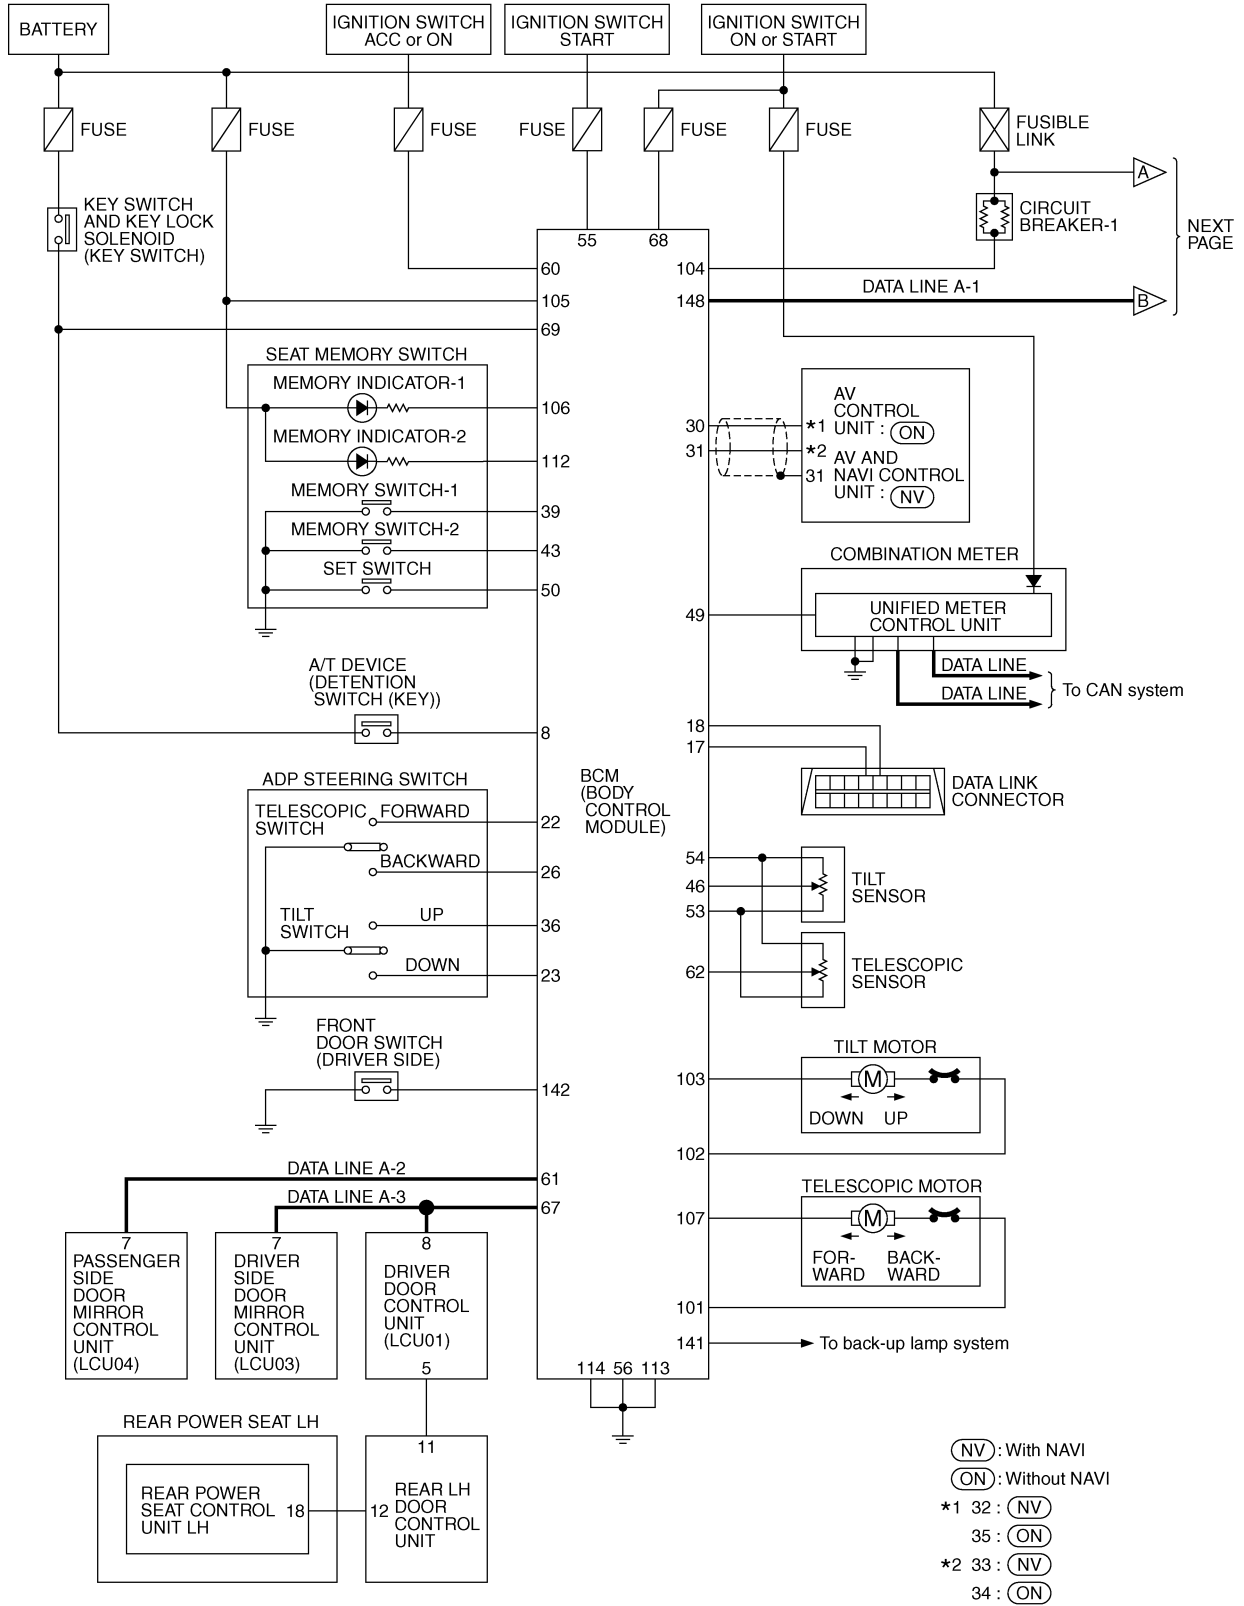 BATTERY
IGNITION SWITCH
ACC or ON
IGNITION SWITCH
START
IGNITION SWITCH
ON or START
FUSE
FUSE
FUSE
FUSE
FUSE
FUSE
FUSIBLE
LINK
A
KEY SWITCH
AND KEY LOCK
SOLENOID
(KEY SWITCH)
CIRCUIT
BREAKER-1
NEXT
PAGE
55
68
60
104
DATA LINE A-1
105
148
B
69
SEAT MEMORY SWITCH
MEMORY INDICATOR-1
106
MEMORY INDICATOR-2
112
MEMORY SWITCH-1
39
MEMORY SWITCH-2
43
SET SWITCH
50
30
31
*1
*2
31
AV
CONTROL
UNIT : ON
AV AND
NAVI CONTROL
UNIT : NV
COMBINATION METER
49
UNIFIED METER
CONTROL UNIT
DATA LINE
DATA LINE
To CAN system
A/T DEVICE
(DETENTION
SWITCH (KEY))
8
18
17
DATA LINK
CONNECTOR
BCM
(BODY
CONTROL
MODULE)
ADP STEERING SWITCH
TELESCOPIC
SWITCH
FORWARD
22
BACKWARD
26
TILT
SWITCH
UP
36
DOWN
23
54
46
53
TILT
SENSOR
62
TELESCOPIC
SENSOR
FRONT
DOOR SWITCH
(DRIVER SIDE)
142
TILT MOTOR
103
M
DOWN
UP
102
DATA LINE A-2
61
DATA LINE A-3
67
TELESCOPIC MOTOR
107
M
FOR-
WARD
BACK-
WARD
101
141
To back-up lamp system
7
PASSENGER
SIDE
DOOR
MIRROR
CONTROL
UNIT
(LCU04)
7
DRIVER
SIDE
DOOR
MIRROR
CONTROL
UNIT
(LCU03)
8
DRIVER
DOOR
CONTROL
UNIT
(LCU01)
5
114 56 113
REAR POWER SEAT LH
REAR POWER
SEAT CONTROL
UNIT LH
18
11
12
REAR LH
DOOR
CONTROL
UNIT
NV : With NAVI
ON : Without NAVI
*1 32 : NV
35 : ON
*2 33 : NV
34 : ON